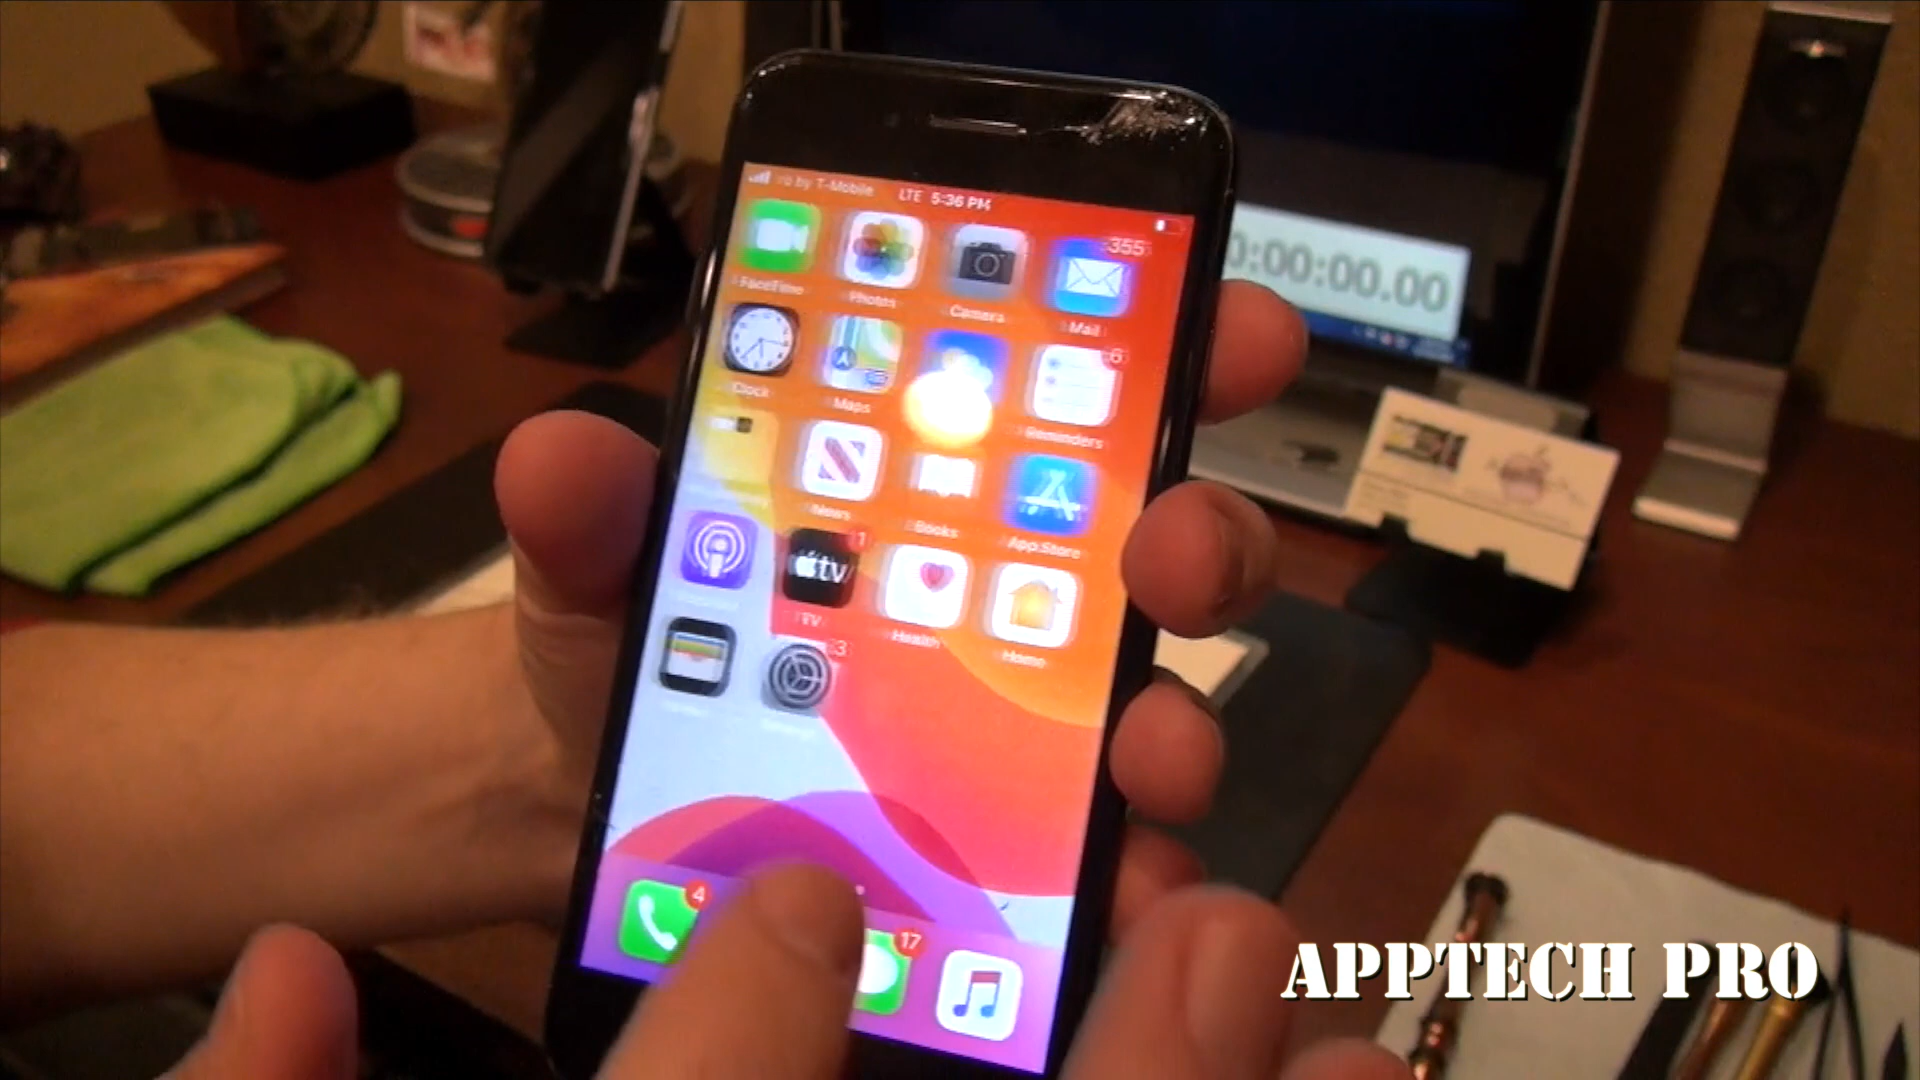 ro by T-Mobile LTE 5:36 PM
355
FaceTime Photos Camera Mail
6
Clock Maps Reminders
News Books App Store
1
tv
TV Health Home
3
4
17
0:00:00.00
APPTECH PRO